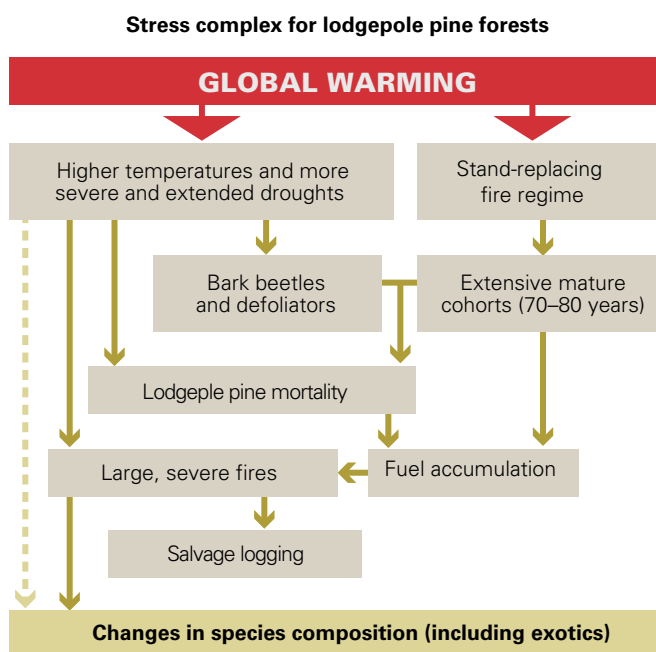 Stress complex for lodgepole pine forests
GLOBAL WARMING
Higher temperatures and more
severe and extended droughts
Stand-replacing
fire regime
Bark beetles
and defoliators
Extensive mature
cohorts (70–80 years)
Lodgeple pine mortality
Large, severe fires
Fuel accumulation
Salvage logging
Changes in species composition (including exotics)